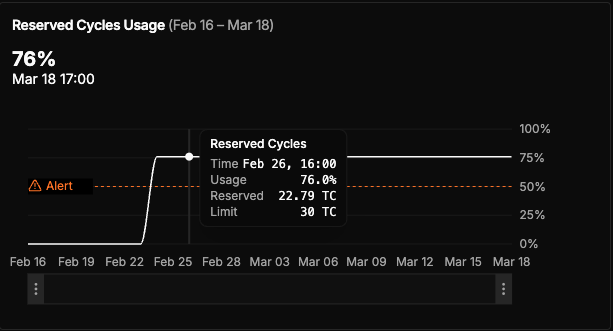 Reserved Cycles Usage (Feb 16 – Mar 18)
76%
Mar 18 17:00
100%
Reserved Cycles
Time Feb 26, 16:00
75%
Usage 76.0%
Alert
50%
Reserved 22.79 TC
Limit 30 TC
25%
0%
Feb 16 Feb 19 Feb 22 Feb 25 Feb 28 Mar 03 Mar 06 Mar 09 Mar 12 Mar 15 Mar 18